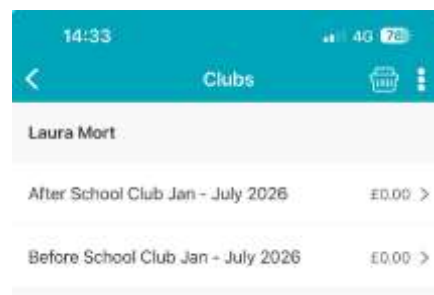 14:33
4G 78
Clubs
Laura Mort
After School Club Jan - July 2026 £0.00
Before School Club Jan - July 2026 £0.00